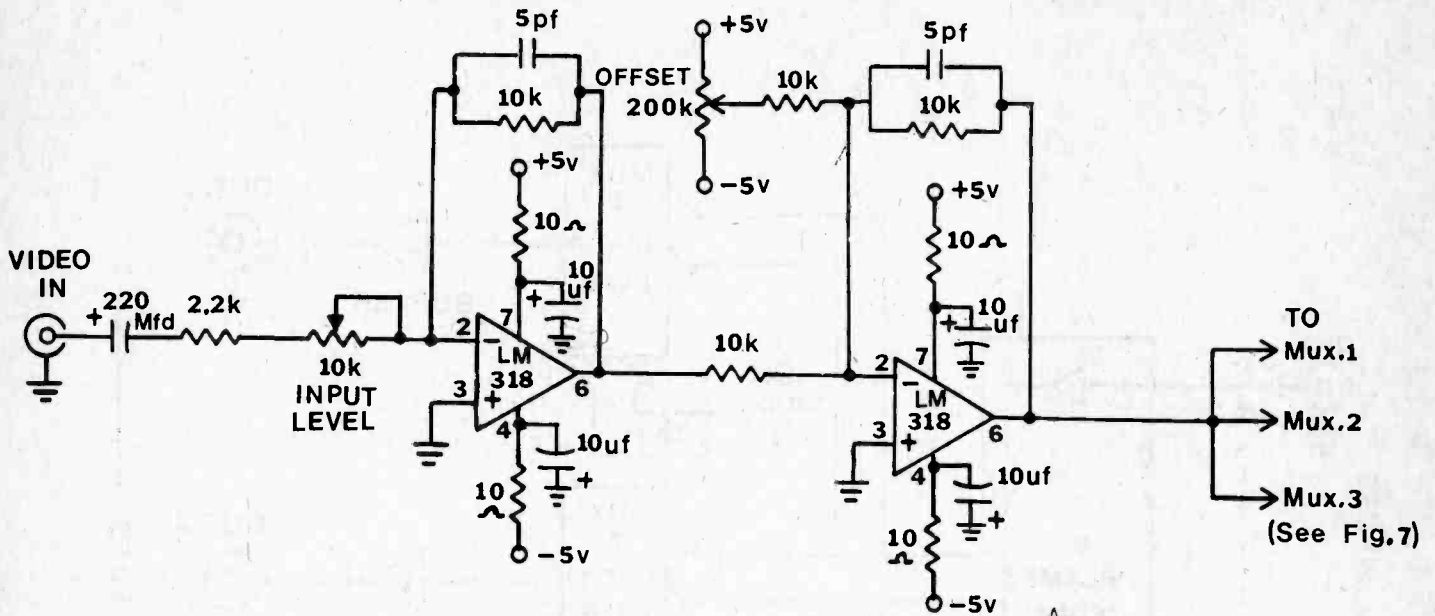 5pf
10k
+5v
OFFSET
200k
10k
-5v
5pf
10k
+5v
10Ω
10
uf
+
+5v
10Ω
10
uf
+
VIDEO
IN
+
220
Mfd
2.2k
10k
INPUT
LEVEL
2
7
-
LM
318
3
+
4
6
10uf
+
10
Ω
-5v
10k
2
7
-
LM
318
3
+
4
6
10uf
+
10
Ω
-5v
TO
Mux.1
Mux.2
Mux.3
(See Fig.7)